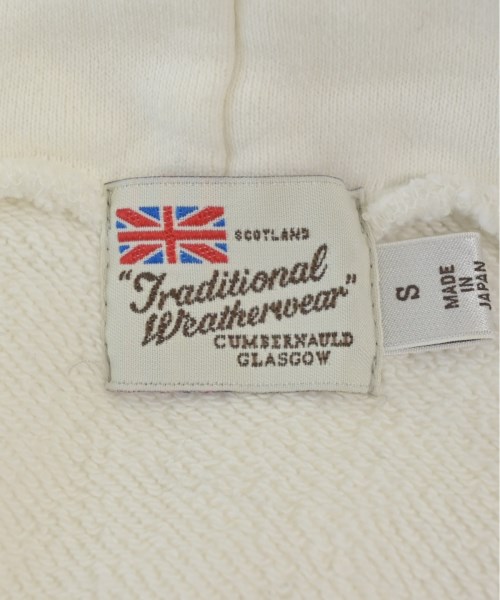 SCOTLAND
"Traditional
Weatherwear"
CUMBERNAULD
GLASGOW
S
MADE
IN
JAPAN